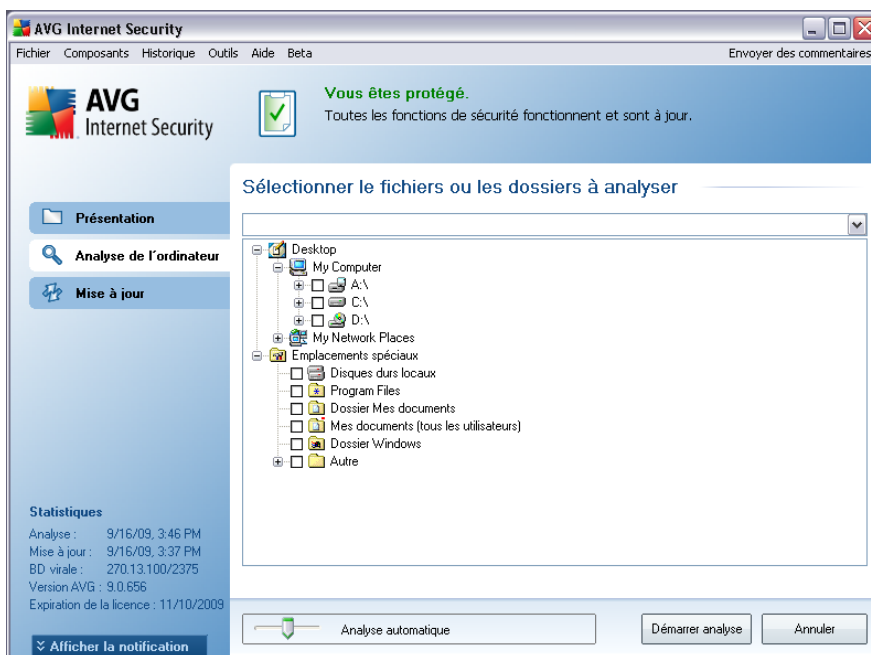 AVG Internet Security
Fichier Composants Historique Outils Aide Beta Envoyer des commentaires
AVG
Internet Security
Vous êtes protégé.
Toutes les fonctions de sécurité fonctionnent et sont à jour.
Sélectionner le fichiers ou les dossiers à analyser
Présentation
Analyse de l'ordinateur
Mise à jour
Desktop
My Computer
A:\
C:\
D:\
My Network Places
Emplacements spéciaux
Disques durs locaux
Program Files
Dossier Mes documents
Mes documents (tous les utilisateurs)
Dossier Windows
Autre
Statistiques
Analyse : 9/16/09, 3:46 PM
Mise à jour : 9/16/09, 3:37 PM
BD virale : 270.13.100/2375
Version AVG : 9.0.656
Expiration de la licence : 11/10/2009
Afficher la notification
Analyse automatique
Démarrer analyse
Annuler